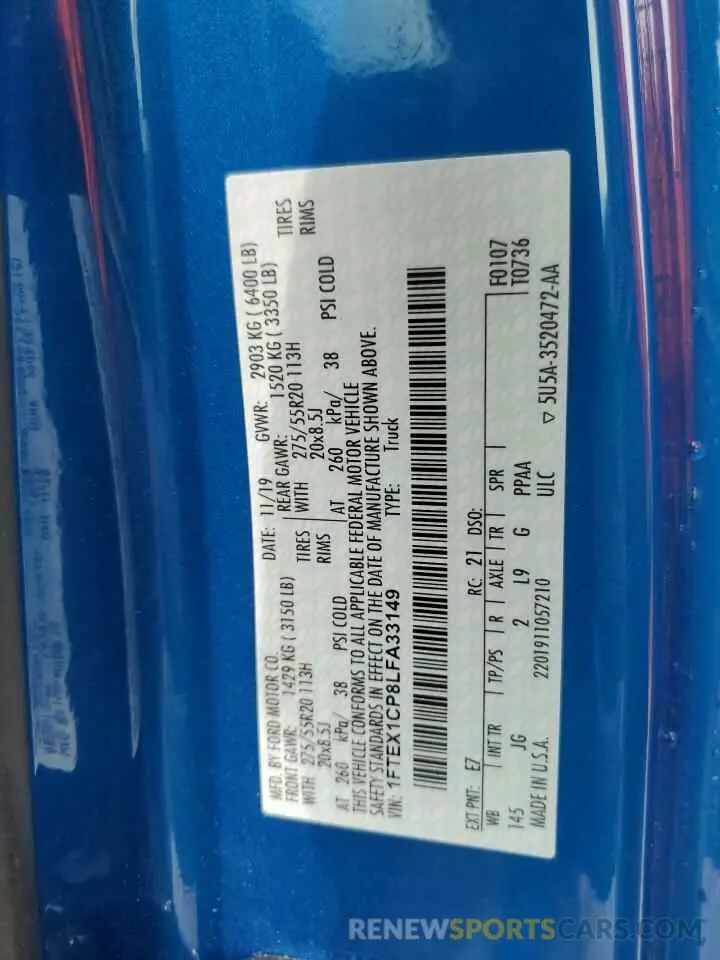 MFD. BY FORD MOTOR CO.
DATE: 11/19 GVWR: 2903 KG ( 6400 LB)
FRONT GAWR: 1429 KG ( 3150 LB) REAR GAWR: 1520 KG ( 3350 LB)
WITH 275/55R20 113H TIRES WITH 275/55R20 113H TIRES
20x8.5J RIMS 20x8.5J RIMS
AT 260 kPa/ 38 PSI COLD AT 260 kPa/ 38 PSI COLD
THIS VEHICLE CONFORMS TO ALL APPLICABLE FEDERAL MOTOR VEHICLE
SAFETY STANDARDS IN EFFECT ON THE DATE OF MANUFACTURE SHOWN ABOVE.
VIN: 1FTEX1CP8LFA33149 TYPE: Truck
EXT PNT: E7 RC: 21 DSO: F0107
WB INT TR TP/PS R AXLE TR SPR T0736
145 JG 2 L9 G PPAA
MADE IN U.S.A. 2201911057210 ULC ▽ 5U5A-3520472-AA
RENEWSPORTSCARS.COM